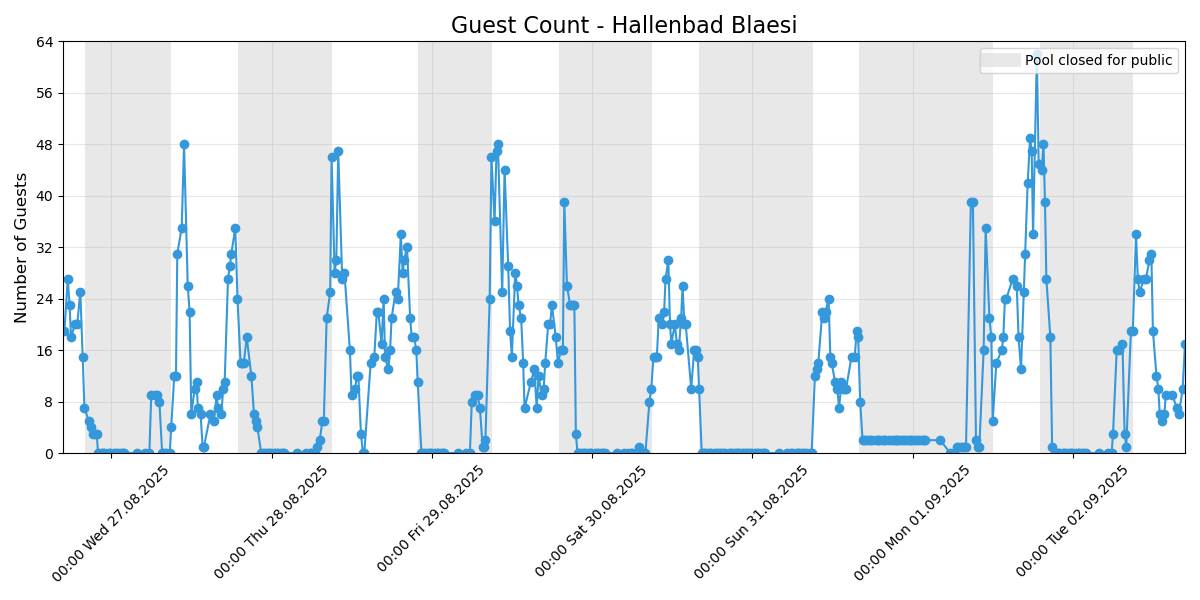 Guest Count - Hallenbad Blaesi
Pool closed for public
Number of Guests
64
56
48
40
32
24
16
8
0
00:00 Wed 27.08.2025
00:00 Thu 28.08.2025
00:00 Fri 29.08.2025
00:00 Sat 30.08.2025
00:00 Sun 31.08.2025
00:00 Mon 01.09.2025
00:00 Tue 02.09.2025